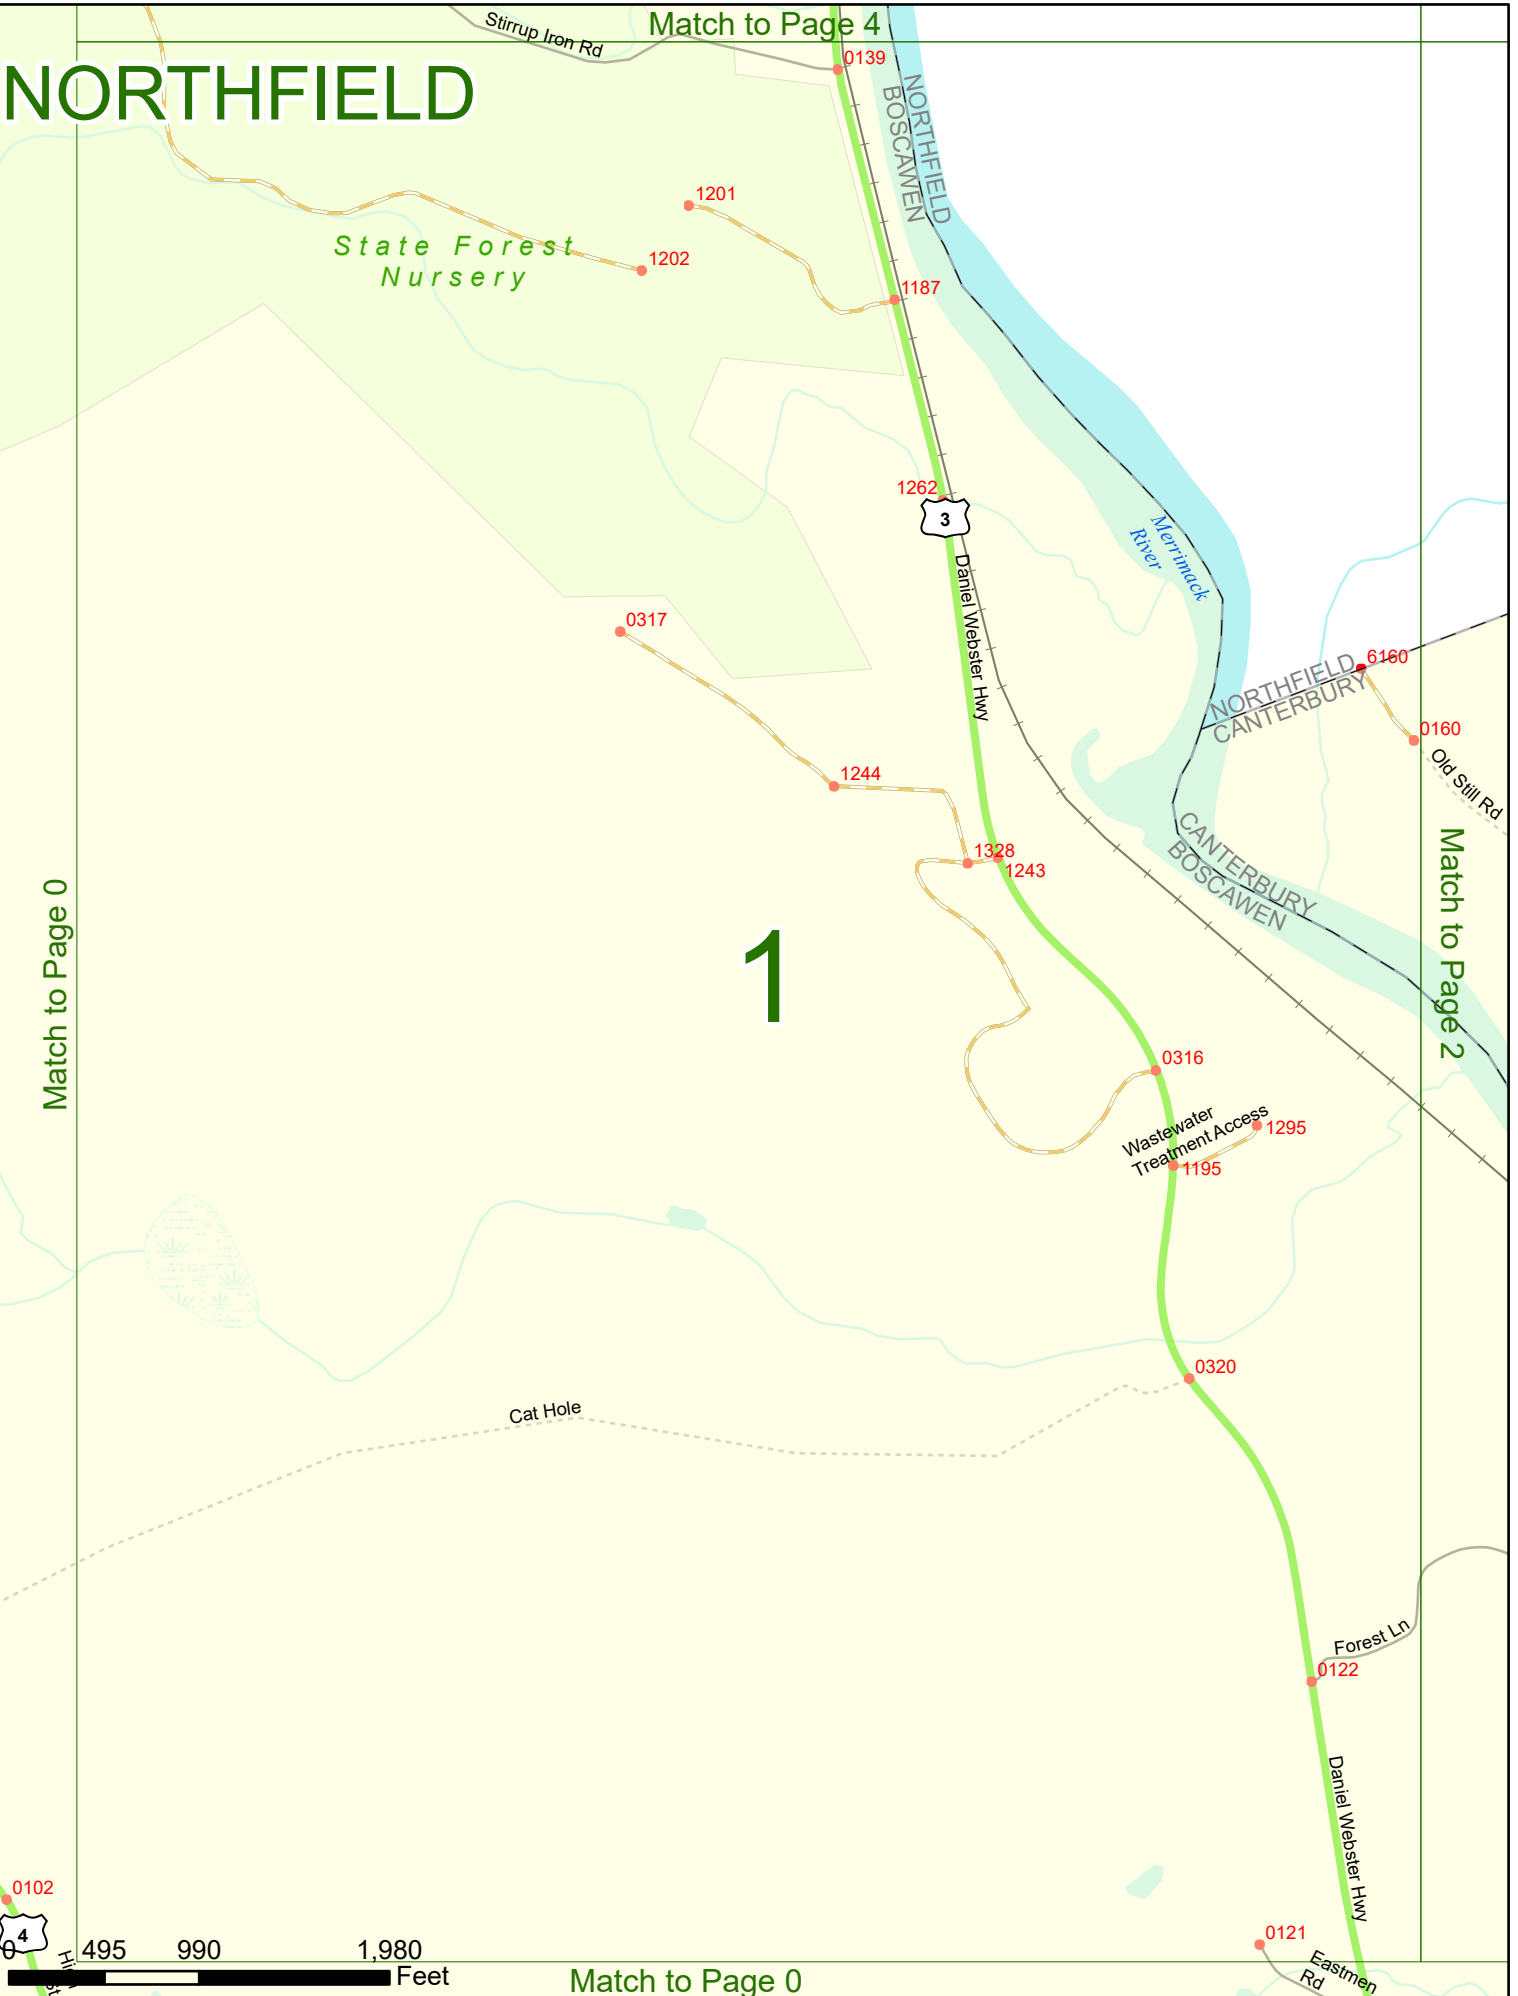 Match to Page 4
Stirrup Iron Rd
0139
NORTHFIELD
NORTHFIELD
BOSCAWEN
1201
State Forest
Nursery
1202
1187
1262
3
Merrimack
River
Daniel Webster Hwy
0317
6160
NORTHFIELD
CANTERBURY
0160
Old Still Rd
1244
CANTERBURY
BOSCAWEN
1328
1243
Match to Page 0
1
Match to Page 2
0316
Wastewater
Treatment Access
1295
1195
0320
Cat Hole
Forest Ln
0122
Daniel Webster Hwy
0102
4
0121
Eastmen
Rd
0 495 990 1,980
Feet
Match to Page 0